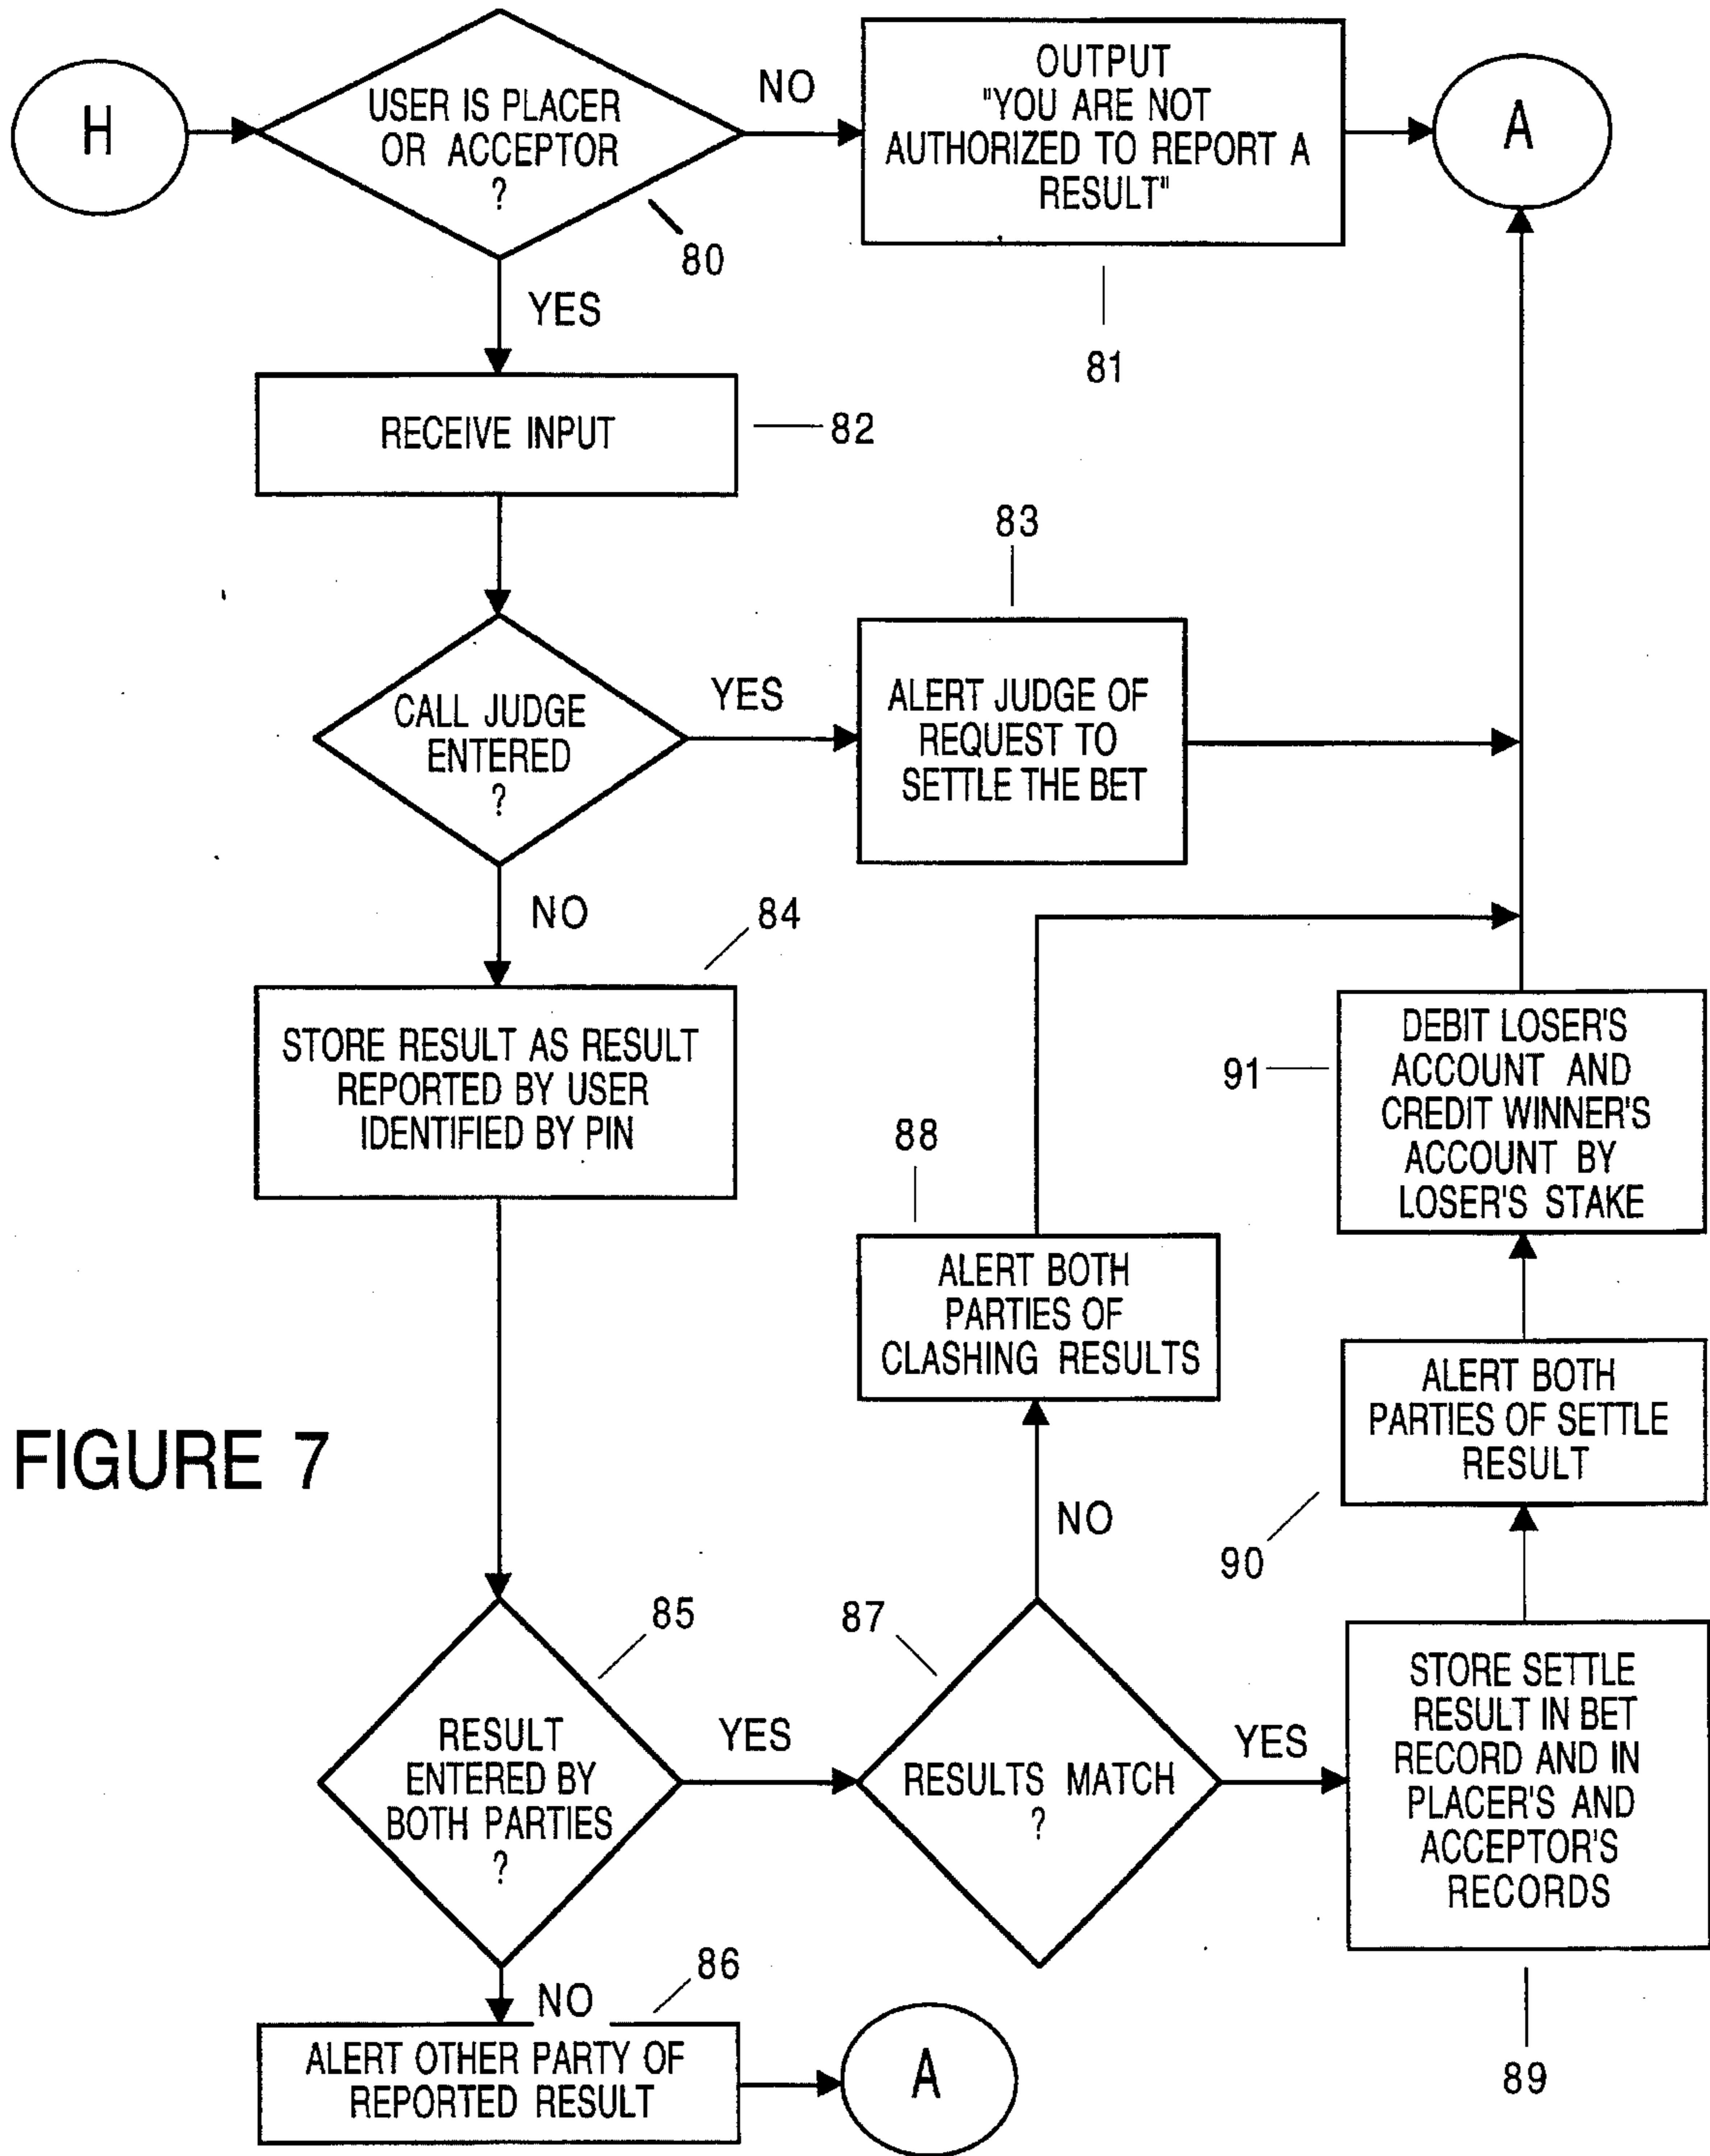 H
USER IS PLACER
OR ACCEPTOR
?
80
NO
OUTPUT
"YOU ARE NOT
AUTHORIZED TO REPORT A
RESULT"
81
A
YES
RECEIVE INPUT
82
CALL JUDGE
ENTERED
?
YES
83
ALERT JUDGE OF
REQUEST TO
SETTLE THE BET
NO
84
STORE RESULT AS RESULT
REPORTED BY USER
IDENTIFIED BY PIN
88
ALERT BOTH
PARTIES OF
CLASHING RESULTS
91
DEBIT LOSER'S
ACCOUNT AND
CREDIT WINNER'S
ACCOUNT BY
LOSER'S STAKE
ALERT BOTH
PARTIES OF SETTLE
RESULT
90
FIGURE 7
NO
85
RESULT
ENTERED BY
BOTH PARTIES
?
YES
87
RESULTS MATCH
?
YES
STORE SETTLE
RESULT IN BET
RECORD AND IN
PLACER'S AND
ACCEPTOR'S
RECORDS
89
NO
86
ALERT OTHER PARTY OF
REPORTED RESULT
A